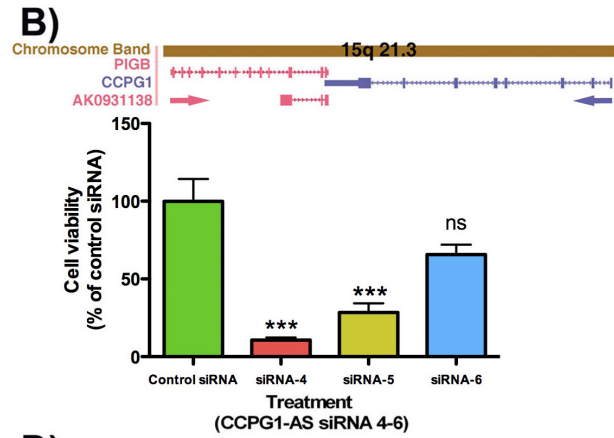 B)
Chromosome Band
15q 21.3
PIGB
CCPG1
AK0931138
150
100
50
0
Cell viability
(% of control siRNA)
***
***
ns
Control siRNA
siRNA-4
siRNA-5
siRNA-6
Treatment
(CCPG1-AS siRNA 4-6)